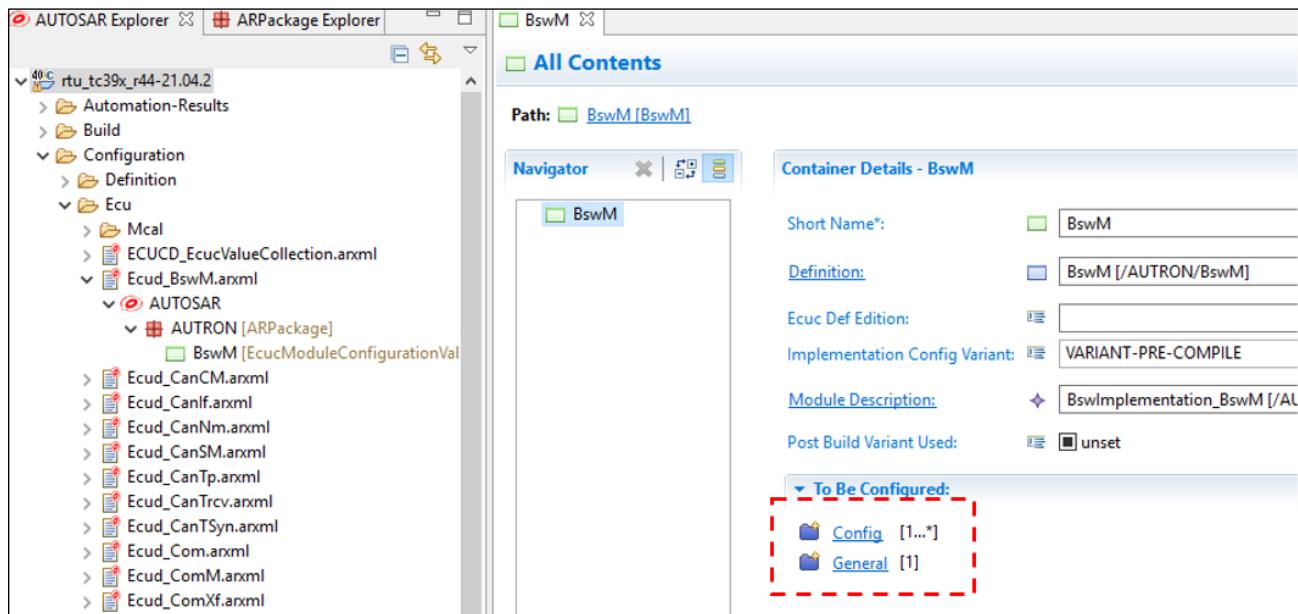 AUTOSAR Explorer
ARPackage Explorer
rtu_tc39x_r44-21.04.2
Automation-Results
Build
Configuration
Definition
Ecu
Mcal
ECUCD_EcucValueCollection.arxml
Ecud_BswM.arxml
AUTOSAR
AUTRON [ARPackage]
BswM [EcucModuleConfigurationVal
Ecud_CanCM.arxml
Ecud_CanIf.arxml
Ecud_CanNm.arxml
Ecud_CanSM.arxml
Ecud_CanTp.arxml
Ecud_CanTrcv.arxml
Ecud_CanTSyn.arxml
Ecud_Com.arxml
Ecud_ComM.arxml
Ecud_ComXf.arxml
BswM
All Contents
Path: BswM [BswM]
Navigator
BswM
Container Details - BswM
Short Name*: BswM
Definition: BswM [/AUTRON/BswM]
Ecuc Def Edition:
Implementation Config Variant: VARIANT-PRE-COMPILE
Module Description: BswImplementation_BswM [/AU
Post Build Variant Used: unset
To Be Configured:
Config [1...*]
General [1]